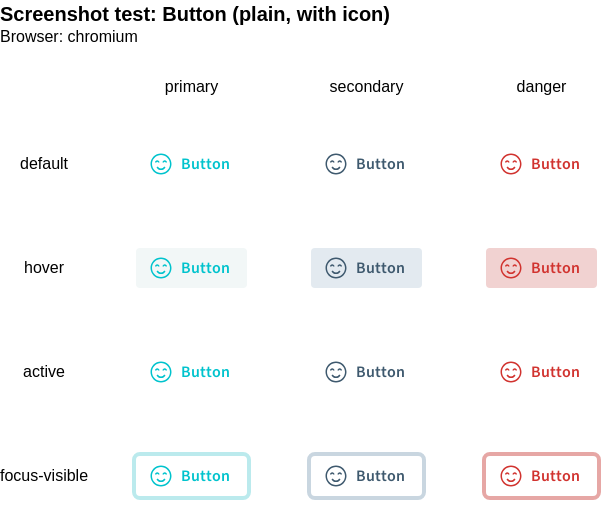 Screenshot test: Button (plain, with icon)
Browser: chromium
primary secondary danger
default Button Button Button
hover Button Button Button
active Button Button Button
focus-visible Button Button Button